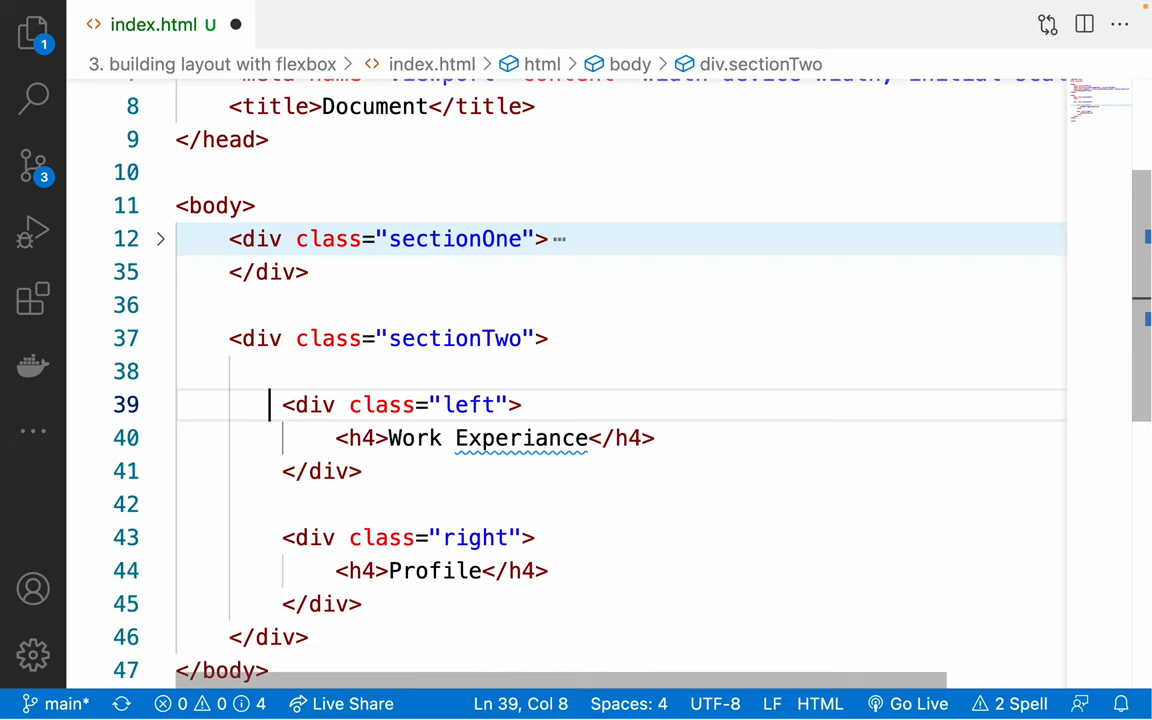 index.html U
1
3. building layout with flexbox > index.html > html > body > div.sectionTwo
8 <title>Document</title>
9 </head>
10
11 <body>
12 <div class="sectionOne">
35 </div>
36
37 <div class="sectionTwo">
38
39 <div class="left">
40 <h4>Work Experiance</h4>
41 </div>
42
43 <div class="right">
44 <h4>Profile</h4>
45 </div>
46 </div>
47 </body>
3
main* 0 0 4 Live Share Ln 39, Col 8 Spaces: 4 UTF-8 LF HTML Go Live 2 Spell